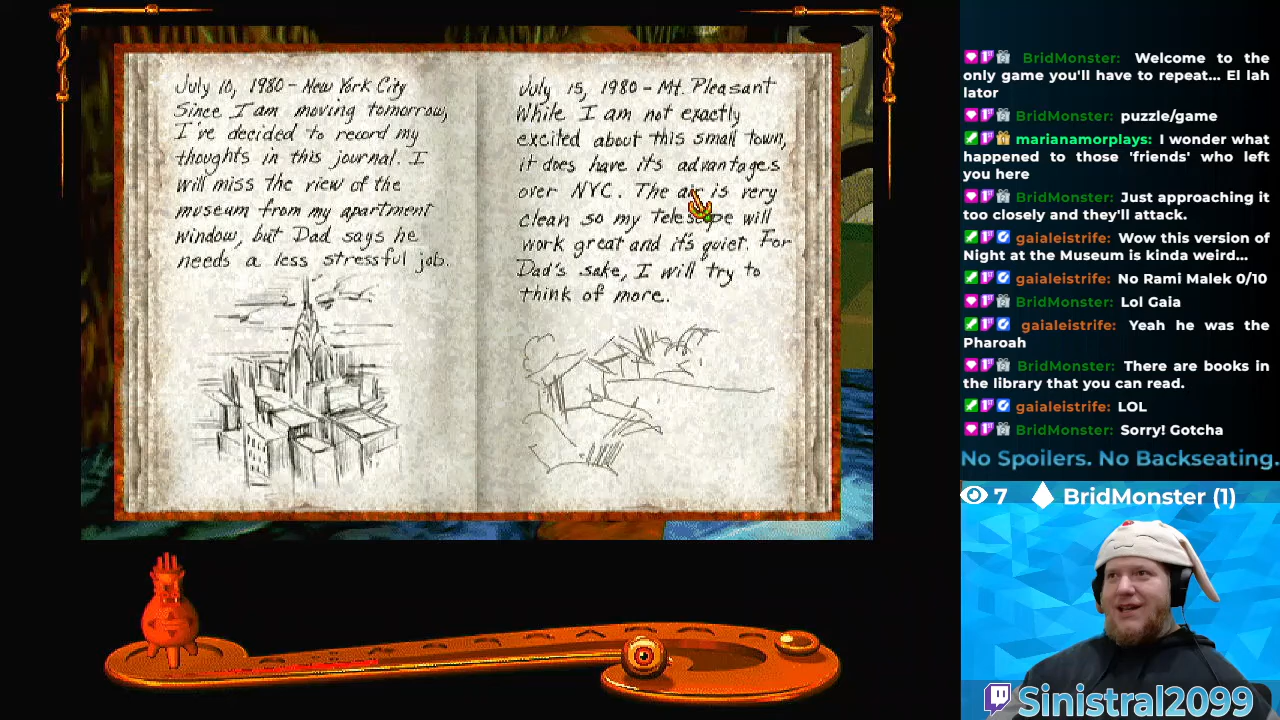 July 10, 1980 - New York City
Since I am moving tomorrow,
I've decided to record my
thoughts in this journal. I
will miss the view of the
museum from my apartment
window, but Dad says he
needs a less stressful job.
July 15, 1980 - Mt. Pleasant
While I am not exactly
excited about this small town,
it does have it's advantages
over NYC. The air is very
clean so my telescope will
work great and it's quiet. For
Dad's sake, I will try to
think of more.
BridMonster: Welcome to the
only game you'll have to repeat... El lah
lator
BridMonster: puzzle/game
marianamorplays: I wonder what
happened to those 'friends' who left
you here
BridMonster: Just approaching it
too closely and they'll attack.
gaialeistrife: Wow this version of
Night at the Museum is kinda weird...
gaialeistrife: No Rami Malek 0/10
BridMonster: Lol Gaia
gaialeistrife: Yeah he was the
Pharoah
BridMonster: There are books in
the library that you can read.
gaialeistrife: LOL
BridMonster: Sorry! Gotcha
No Spoilers. No Backseating.
7 BridMonster (1)
Sinistral2099